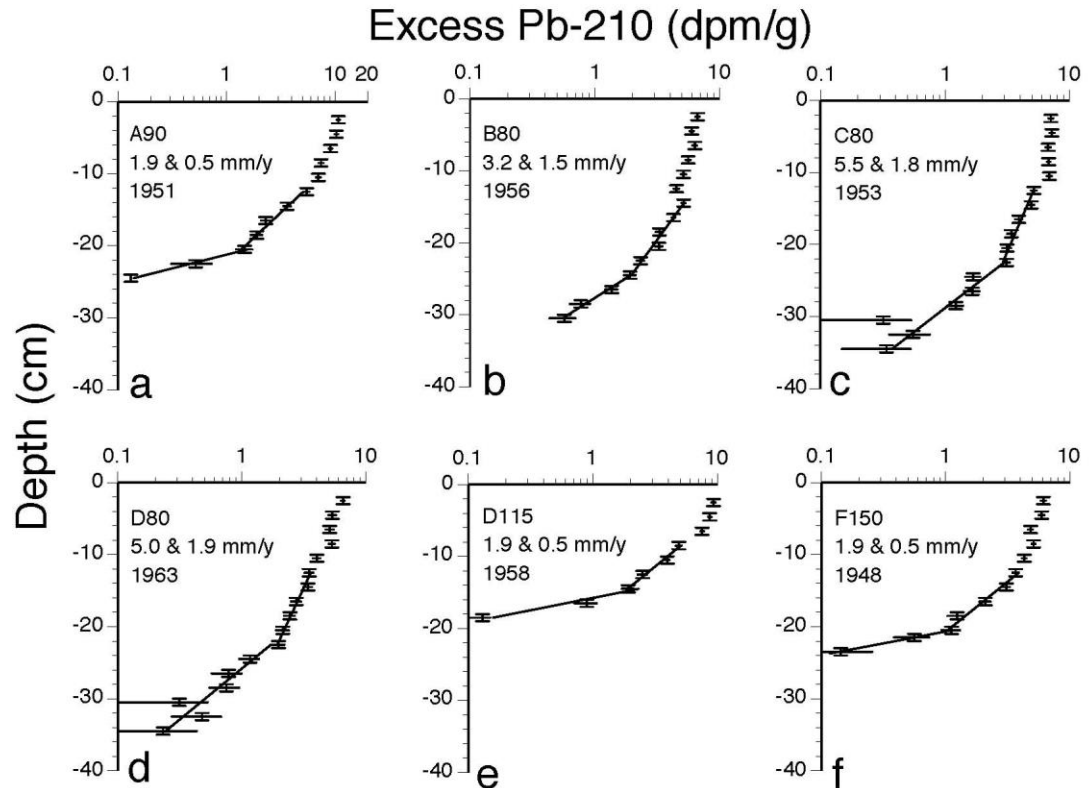 Excess Pb-210 (dpm/g)
0.1 1 10 20
0.1 1 10
0.1 1 10
0
-10
-20
-30
-40
A90
1.9 & 0.5 mm/y
1951
a
0
-10
-20
-30
-40
B80
3.2 & 1.5 mm/y
1956
b
0
-10
-20
-30
-40
C80
5.5 & 1.8 mm/y
1953
c
Depth (cm)
0.1 1 10
0.1 1 10
0.1 1 10
0
-10
-20
-30
-40
D80
5.0 & 1.9 mm/y
1963
d
0
-10
-20
-30
-40
D115
1.9 & 0.5 mm/y
1958
e
0
-10
-20
-30
-40
F150
1.9 & 0.5 mm/y
1948
f